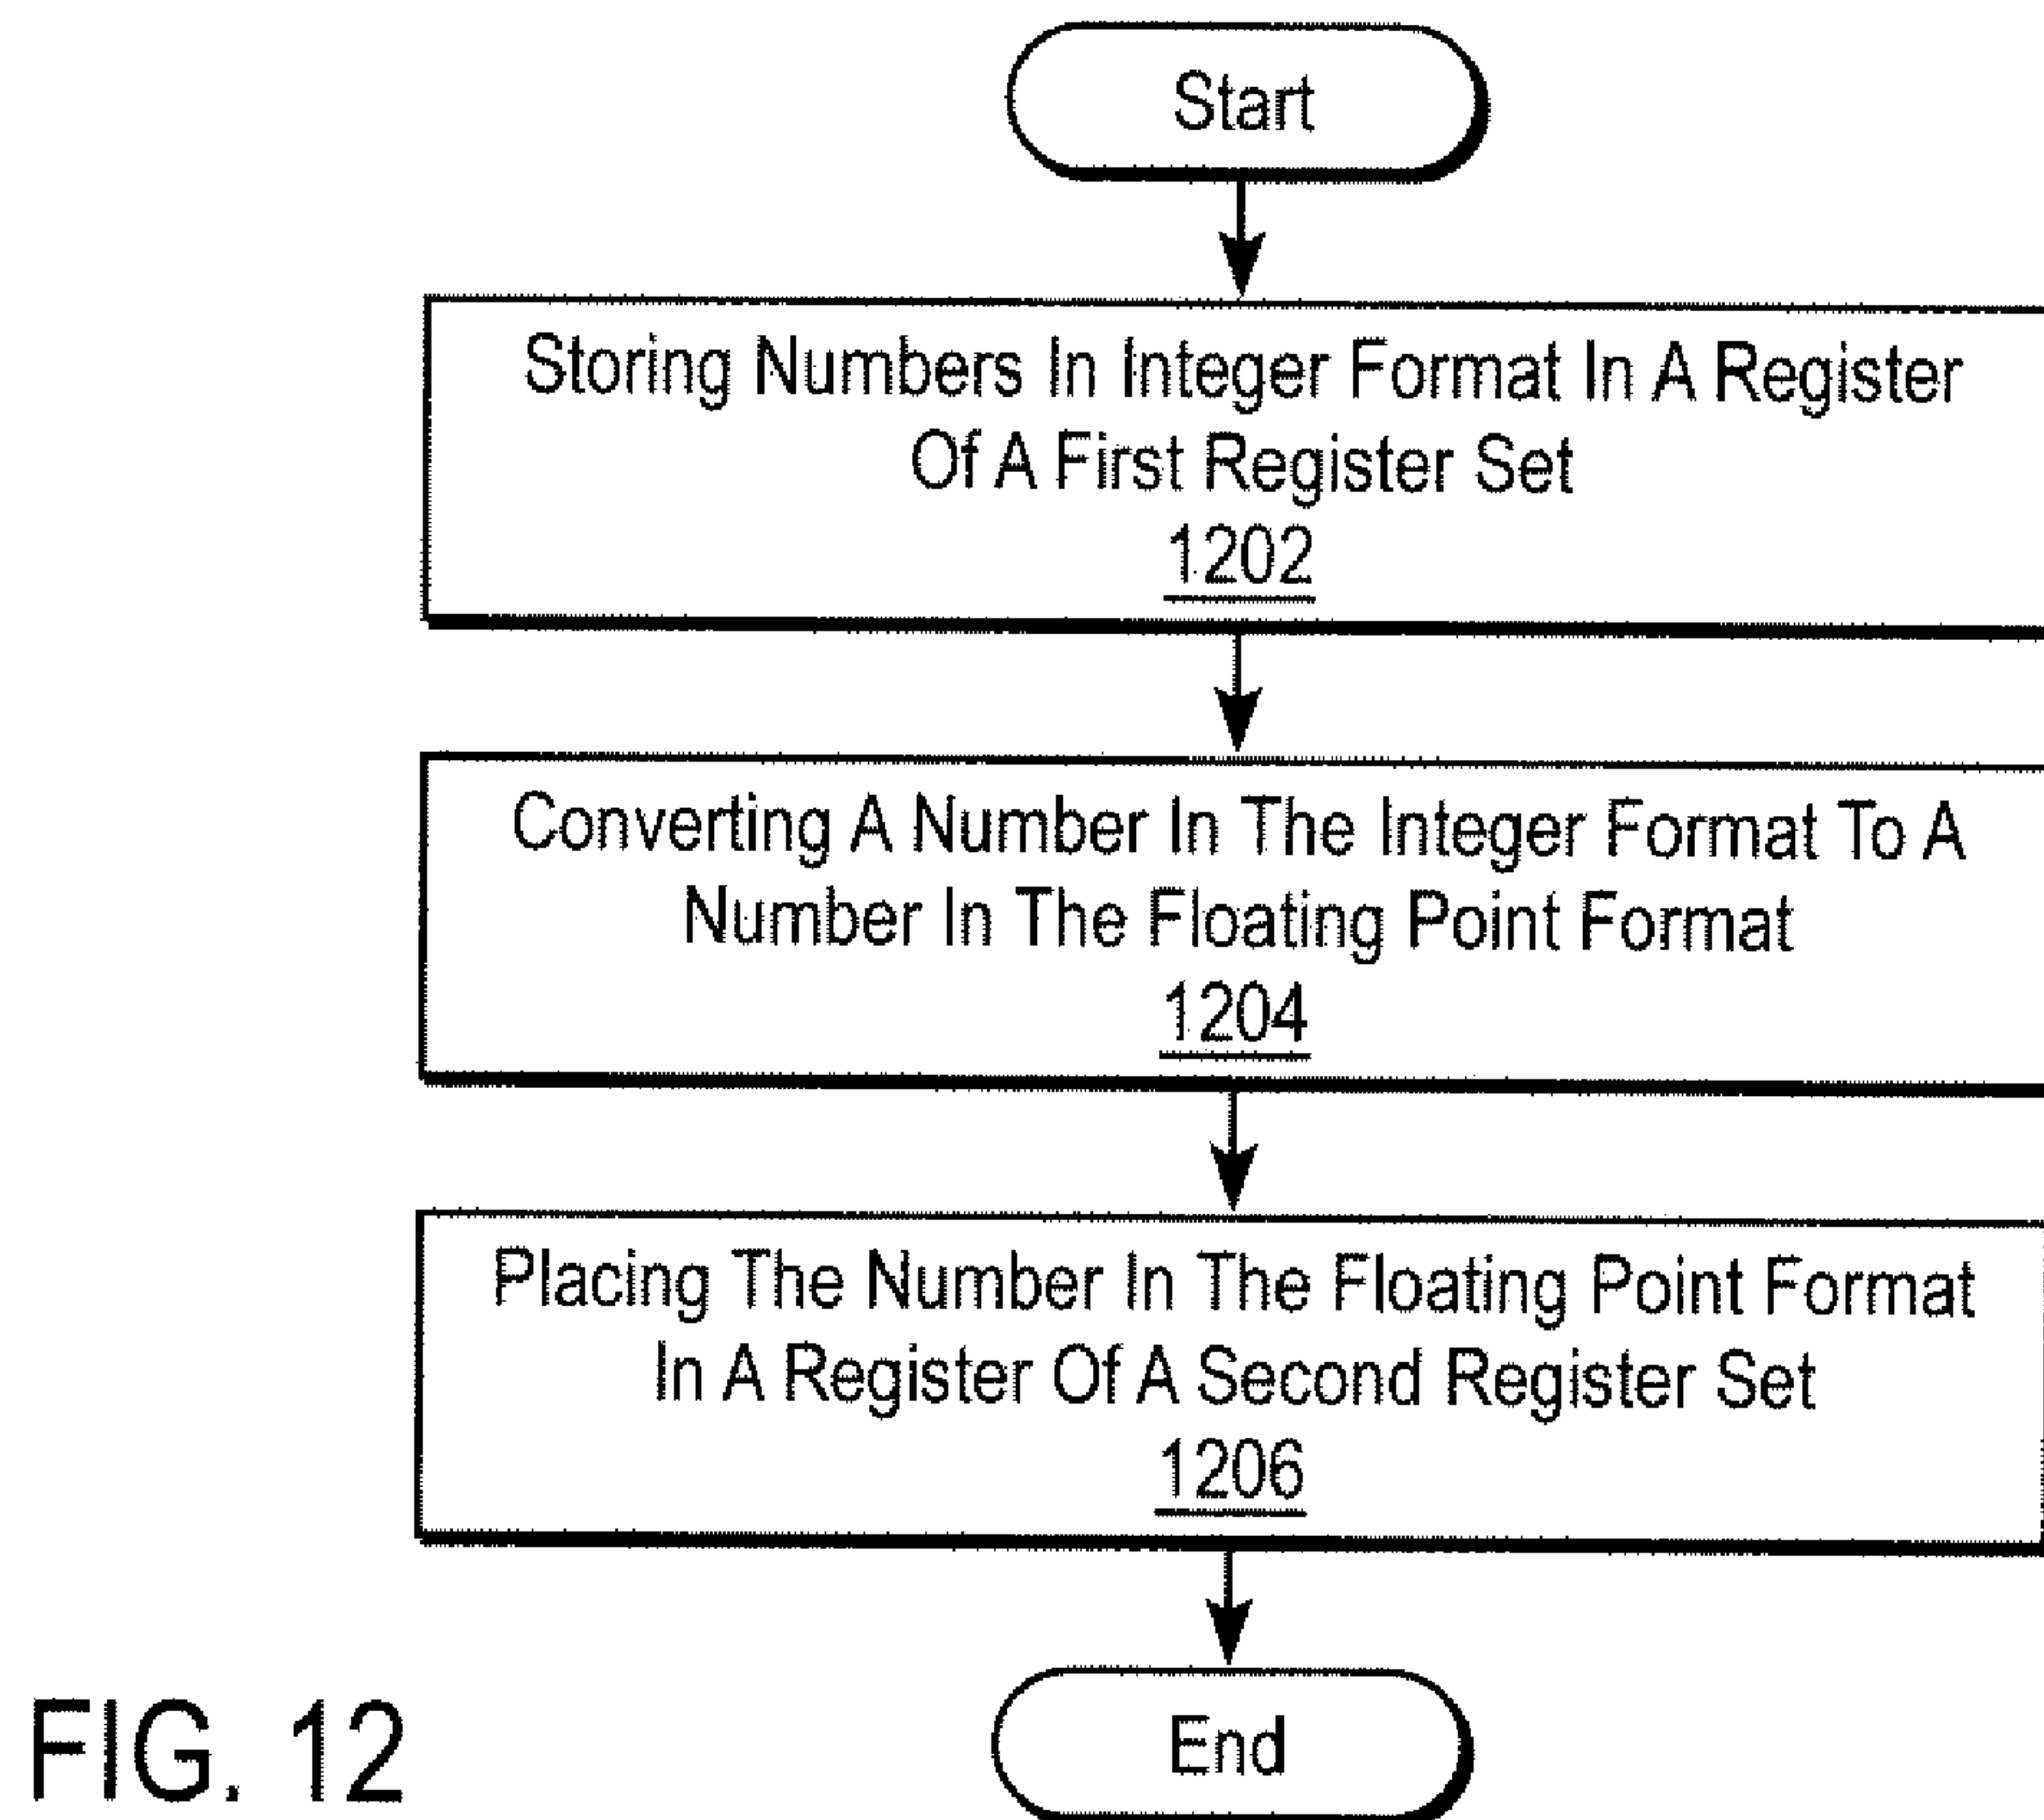 Start
Storing Numbers In Integer Format In A Register
Of A First Register Set
1202
Converting A Number In The Integer Format To A
Number In The Floating Point Format
1204
Placing The Number In The Floating Point Format
In A Register Of A Second Register Set
1206
End
FIG. 12